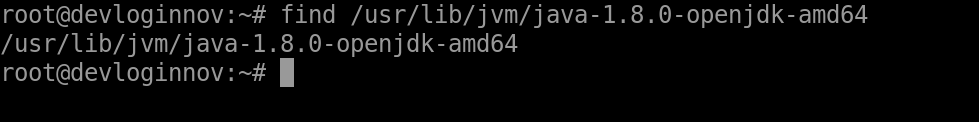 root@devloginnov:~# find /usr/lib/jvm/java-1.8.0-openjdk-amd64
/usr/lib/jvm/java-1.8.0-openjdk-amd64
root@devloginnov:~#